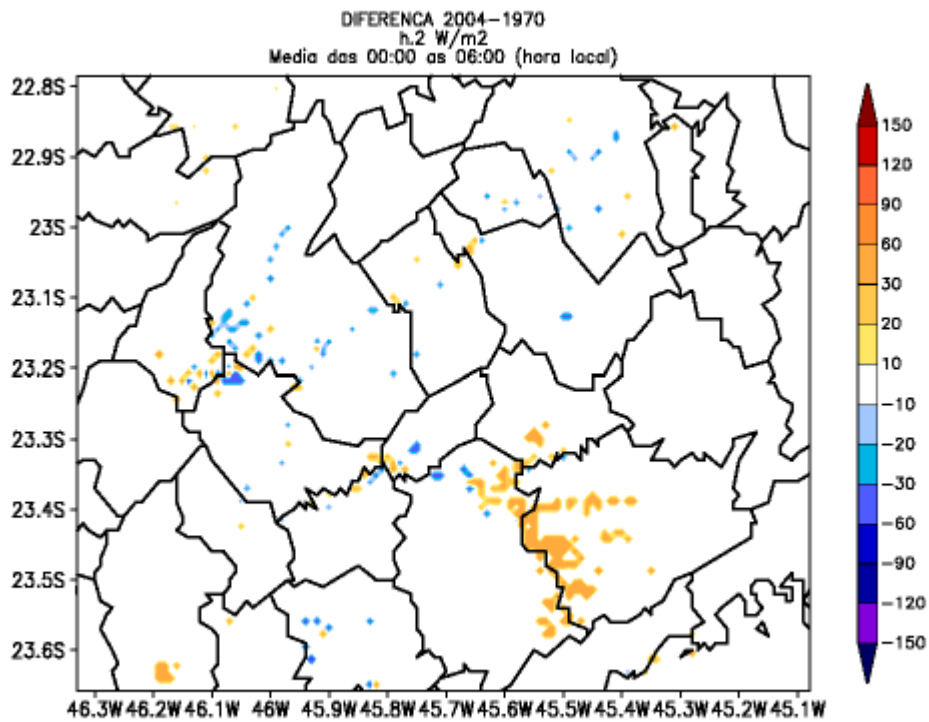 DIFERENCA 2004-1970
h.2 W/m2
Media das 00:00 as 06:00 (hora local)
22.8S
22.9S
23S
23.1S
23.2S
23.3S
23.4S
23.5S
23.6S
46.3W 46.2W 46.1W 46W 45.9W 45.8W 45.7W 45.6W 45.5W 45.4W 45.3W 45.2W 45.1W
150
120
90
60
30
20
10
-10
-20
-30
-60
-90
-120
-150